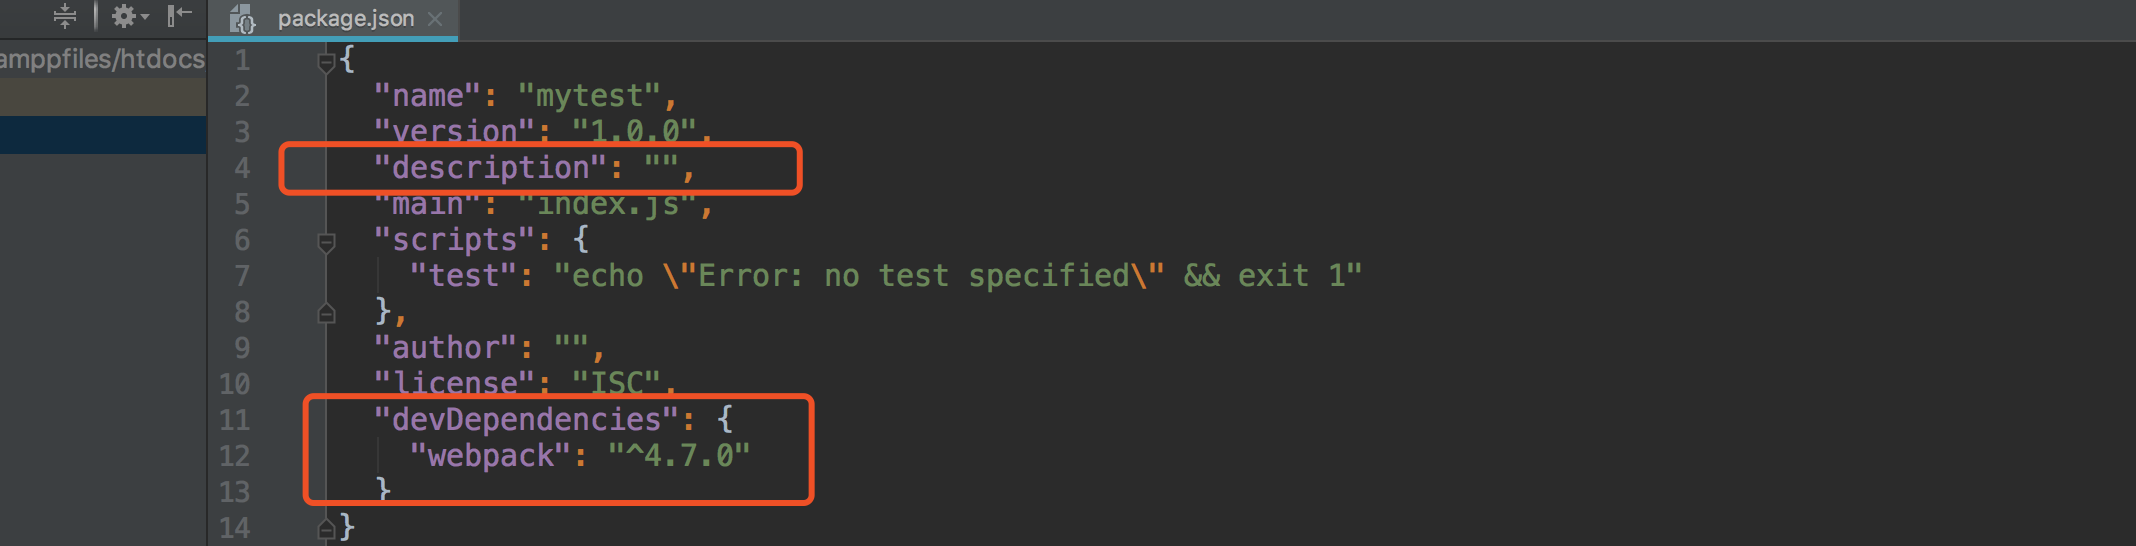 package.json
amppfiles/htdocs
1 {
2 "name": "mytest",
3 "version": "1.0.0",
4 "description": "",
5 "main": "index.js",
6 "scripts": {
7 "test": "echo \"Error: no test specified\" && exit 1"
8 },
9 "author": "",
10 "license": "ISC",
11 "devDependencies": {
12 "webpack": "^4.7.0"
13 }
14 }